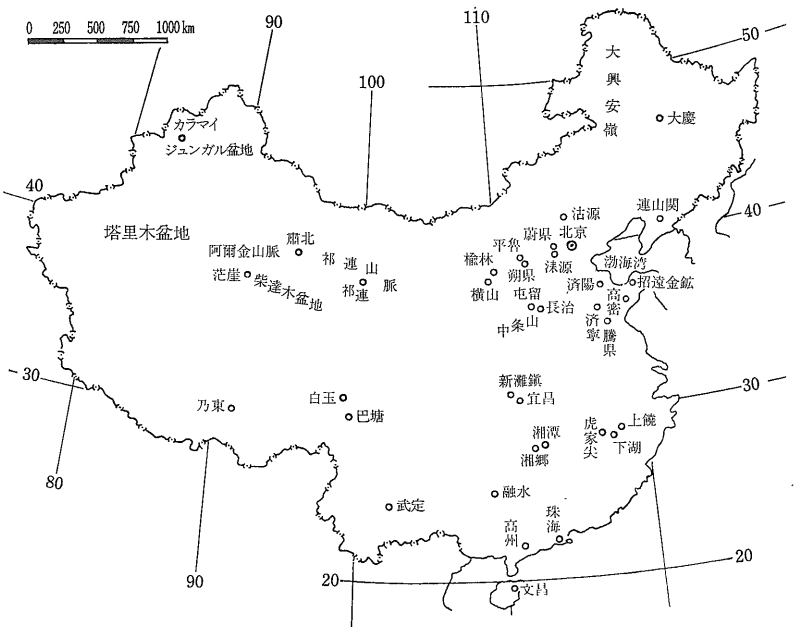 0 250 500 750 1000km
90
110
100
50
大興安嶺
大慶
カラマイ
ジュンガル盆地
40
塔里木盆地
阿爾金山脈
肅北
茫崖
柴達木盆地
祁連山脈
祁連
沽源
連山関
40
蔚県
北京
平魯
朔県
淶源
渤海湾
楡林
横山
済陽
招遠金鉱
高密
屯留
長治
中条山
済寧
騰県
30
新灘鎮
宜昌
30
乃東
白玉
巴塘
虎家尖
上饒
下湖
湘潭
湘郷
80
融水
武定
高州
珠海
90
20
20
文昌